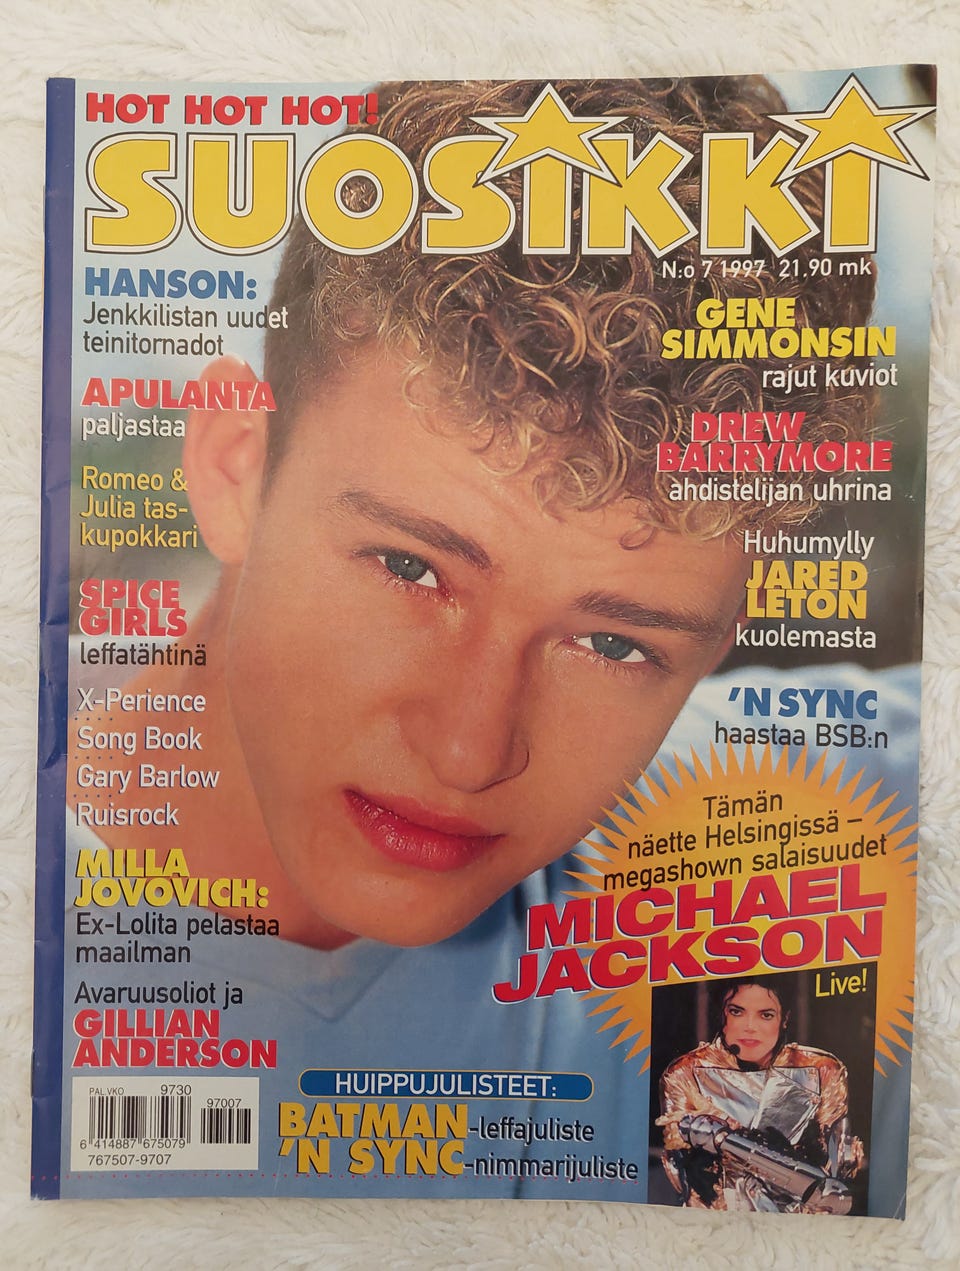 HOT HOT HOT!
SUOSIKKI
N:o 7 1997 21,90 mk
HANSON:
Jenkkilistan uudet
teinitornadot
APULANTA
paljastaa
Romeo &
Julia tas-
kupokkari
SPICE
GIRLS
leffatähtinä
X-Perience
Song Book
Gary Barlow
Ruisrock
MILLA
JOVOVICH:
Ex-Lolita pelastaa
maailman
Avaruusoliot ja
GILLIAN
ANDERSON
GENE
SIMMONSIN
rajut kuviot
DREW
BARRYMORE
ahdistelijan uhrina
Huhumylly
JARED
LETON
kuolemasta
'N SYNC
haastaa BSB:n
Tämän
näette Helsingissä –
megashown salaisuudet
MICHAEL
JACKSON
Live!
HUIPPUJULISTEET:
BATMAN-leffajuliste
'N SYNC-nimmarijuliste
PAL.VKO 9730
97007
6 414887 675079
767507-9707